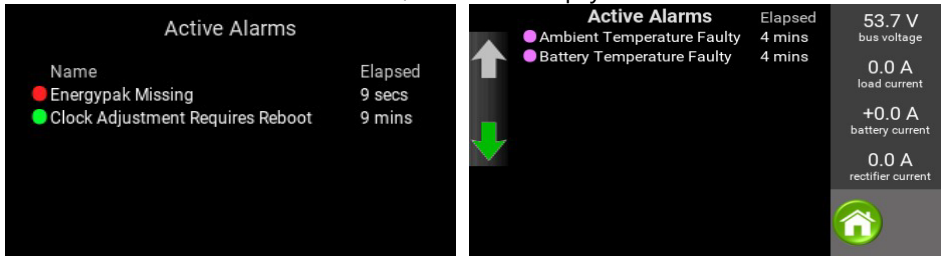 Active Alarms
Name Elapsed
Energypak Missing 9 secs
Clock Adjustment Requires Reboot 9 mins
Active Alarms Elapsed
Ambient Temperature Faulty 4 mins
Battery Temperature Faulty 4 mins
53.7 V
bus voltage
0.0 A
load current
+0.0 A
battery current
0.0 A
rectifier current